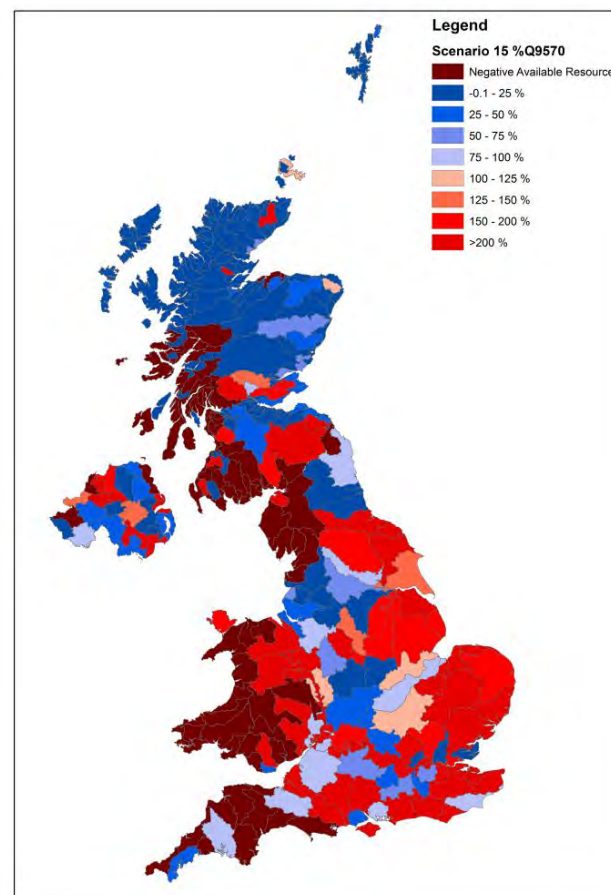 Legend
Scenario 15 %Q9570
Negative Available Resource
-0.1 - 25 %
25 - 50 %
50 - 75 %
75 - 100 %
100 - 125 %
125 - 150 %
150 - 200 %
>200 %